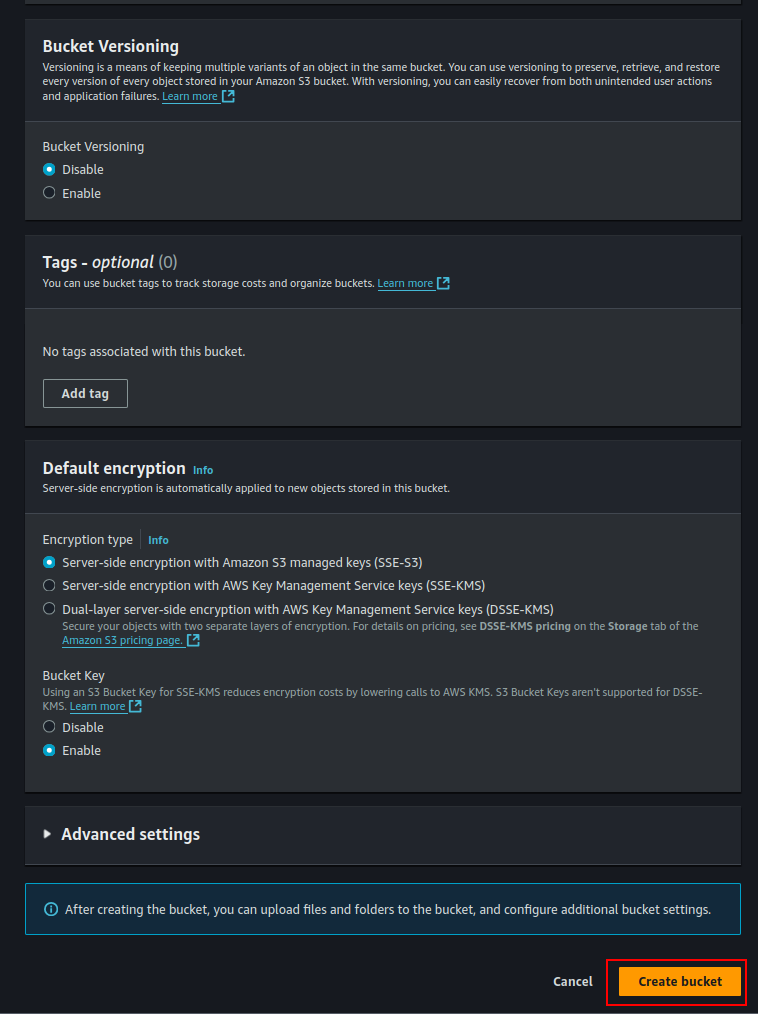 Bucket Versioning
Versioning is a means of keeping multiple variants of an object in the same bucket. You can use versioning to preserve, retrieve, and restore
every version of every object stored in your Amazon S3 bucket. With versioning, you can easily recover from both unintended user actions
and application failures. Learn more
Bucket Versioning
Disable
Enable
Tags - optional (0)
You can use bucket tags to track storage costs and organize buckets. Learn more
No tags associated with this bucket.
Add tag
Default encryption Info
Server-side encryption is automatically applied to new objects stored in this bucket.
Encryption type Info
Server-side encryption with Amazon S3 managed keys (SSE-S3)
Server-side encryption with AWS Key Management Service keys (SSE-KMS)
Dual-layer server-side encryption with AWS Key Management Service keys (DSSE-KMS)
Secure your objects with two separate layers of encryption. For details on pricing, see DSSE-KMS pricing on the Storage tab of the
Amazon S3 pricing page.
Bucket Key
Using an S3 Bucket Key for SSE-KMS reduces encryption costs by lowering calls to AWS KMS. S3 Bucket Keys aren't supported for DSSE-
KMS. Learn more
Disable
Enable
Advanced settings
After creating the bucket, you can upload files and folders to the bucket, and configure additional bucket settings.
Cancel Create bucket